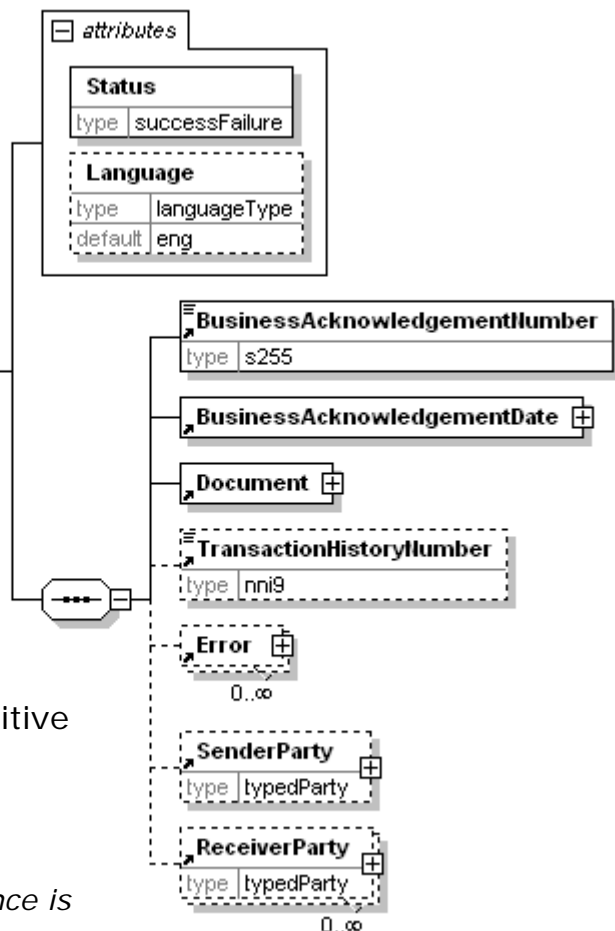 attributes
Status
type successFailure
Language
type languageType
default eng
BusinessAcknowledgementNumber
type s255
BusinessAcknowledgementDate
Document
TransactionHistoryNumber
type nni9
Error
0..∞
itive
SenderParty
type typedParty
ReceiverParty
type typedParty
nce is
0..∞